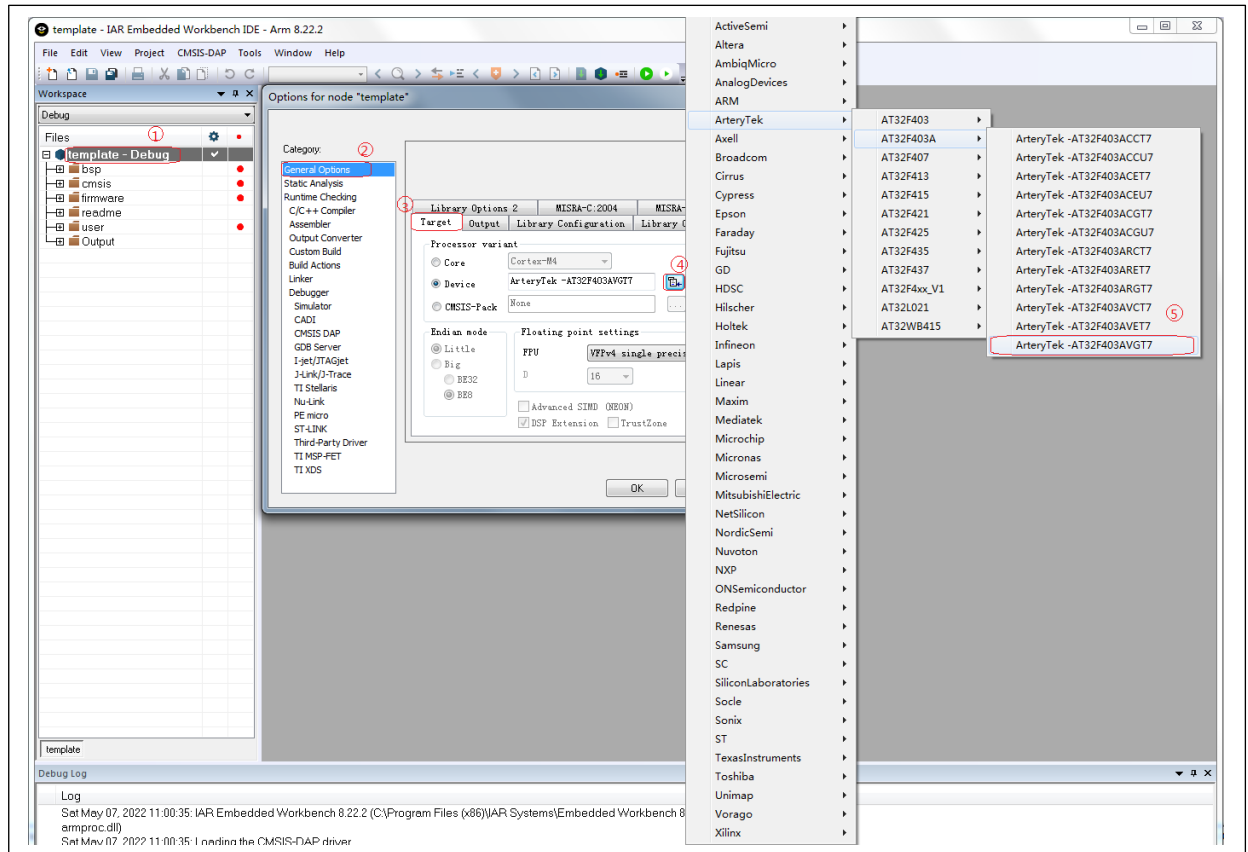 template - IAR Embedded Workbench IDE - Arm 8.22.2
File Edit View Project CMSIS-DAP Tools Window Help
Workspace
Debug
Files
①
template - Debug
bsp
cmsis
firmware
readme
user
Output
template
Options for node "template"
Category:
②
General Options
Static Analysis
Runtime Checking
C/C++ Compiler
Assembler
Output Converter
Custom Build
Build Actions
Linker
Debugger
Simulator
CADI
CMSIS DAP
GDB Server
I-jet/JTAGjet
J-Link/J-Trace
TI Stellaris
Nu-Link
PE micro
ST-LINK
Third-Party Driver
TI MSP-FET
TI XDS
③
Library Options 2 MISRA-C:2004 MISRA-
Target Output Library Configuration Library
Processor variant
Core Cortex-M4
④
Device ArteryTek -AT32F403AVGT7
CMSIS-Pack None ...
Endian mode
Little
Big
BE32
BE8
Floating point settings
FPU VFPv4 single precis
D 16
Advanced SIMD (NEON)
DSP Extension TrustZone
OK
ActiveSemi
Altera
AmbiqMicro
AnalogDevices
ARM
ArteryTek
Axell
Broadcom
Cirrus
Cypress
Epson
Faraday
Fujitsu
GD
HDSC
Hilscher
Holtek
Infineon
Lapis
Linear
Maxim
Mediatek
Microchip
Micronas
Microsemi
MitsubishiElectric
NetSilicon
NordicSemi
Nuvoton
NXP
ONSemiconductor
Redpine
Renesas
Samsung
SC
SiliconLaboratories
Socle
Sonix
ST
TexasInstruments
Toshiba
Unimap
Vorago
Xilinx
AT32F403
AT32F403A
AT32F407
AT32F413
AT32F415
AT32F421
AT32F425
AT32F435
AT32F437
AT32F4xx_V1
AT32L021
AT32WB415
ArteryTek -AT32F403ACCT7
ArteryTek -AT32F403ACCU7
ArteryTek -AT32F403ACET7
ArteryTek -AT32F403ACEU7
ArteryTek -AT32F403ACGT7
ArteryTek -AT32F403ACGU7
ArteryTek -AT32F403ARCT7
ArteryTek -AT32F403ARET7
ArteryTek -AT32F403ARGT7
ArteryTek -AT32F403AVCT7
⑤
ArteryTek -AT32F403AVET7
ArteryTek -AT32F403AVGT7
Debug Log
Log
Sat May 07, 2022 11:00:35: IAR Embedded Workbench 8.22.2 (C:\Program Files (x86)\IAR Systems\Embedded Workbench 8
armproc.dll)
Sat May 07, 2022 11:00:35: Loading the CMSIS-DAP driver